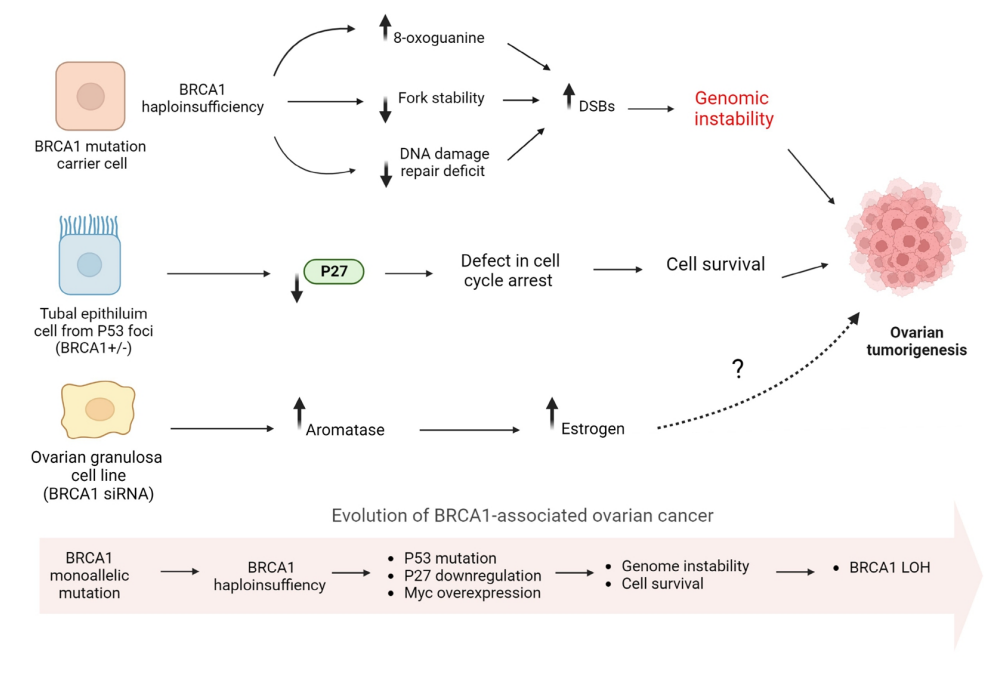 8-oxoguanine
BRCA1
haploinsufficiency
Fork stability
DSBs
Genomic
instability
BRCA1 mutation
carrier cell
DNA damage
repair deficit
P27
Defect in cell
cycle arrest
Cell survival
Tubal epithiluim
cell from P53 foci
(BRCA1+/-)
Ovarian
tumorigenesis
?
Aromatase
Estrogen
Ovarian granulosa
cell line
(BRCA1 siRNA)
Evolution of BRCA1-associated ovarian cancer
BRCA1
monoallelic
mutation
BRCA1
haploinsuffiency
• P53 mutation
• P27 downregulation
• Myc overexpression
• Genome instability
• Cell survival
• BRCA1 LOH